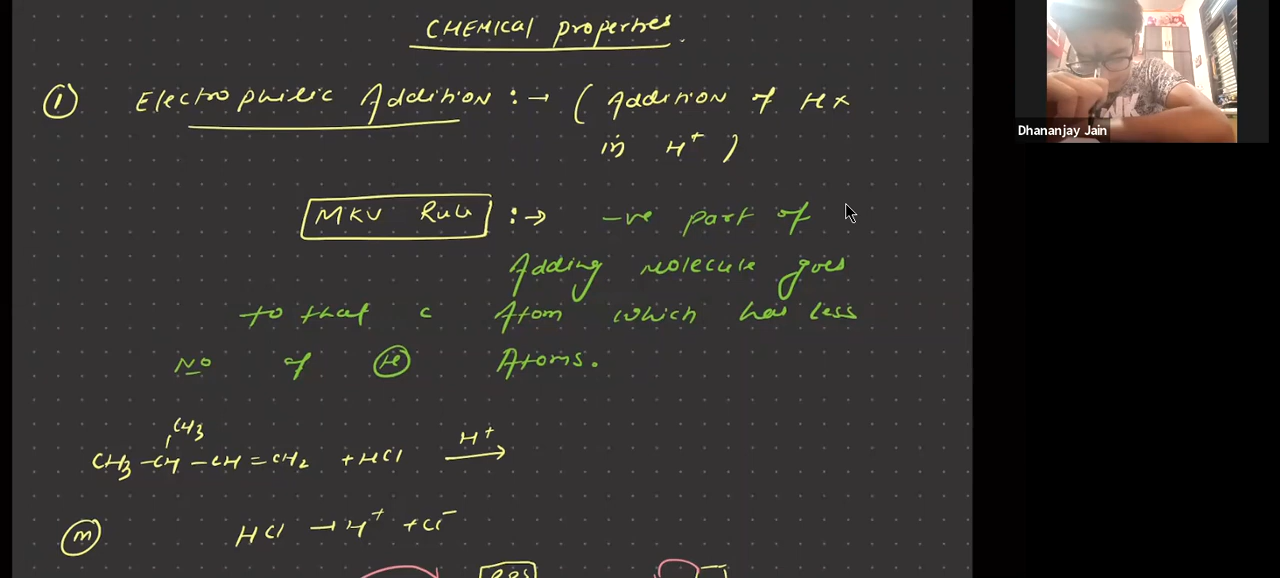 CHEMICAL properties
① Electrophilic Addition :→ ( Addition of HX
in H⁺ )
Dhananjay Jain
MKV Rule :→ -ve part of
Adding molecule goes
to that C Atom which has less
No of H Atoms.
CH3
CH3 -CH -CH = CH2 + HCl H⁺ →
(m) HCl → H⁺ + Cl⁻
RDS